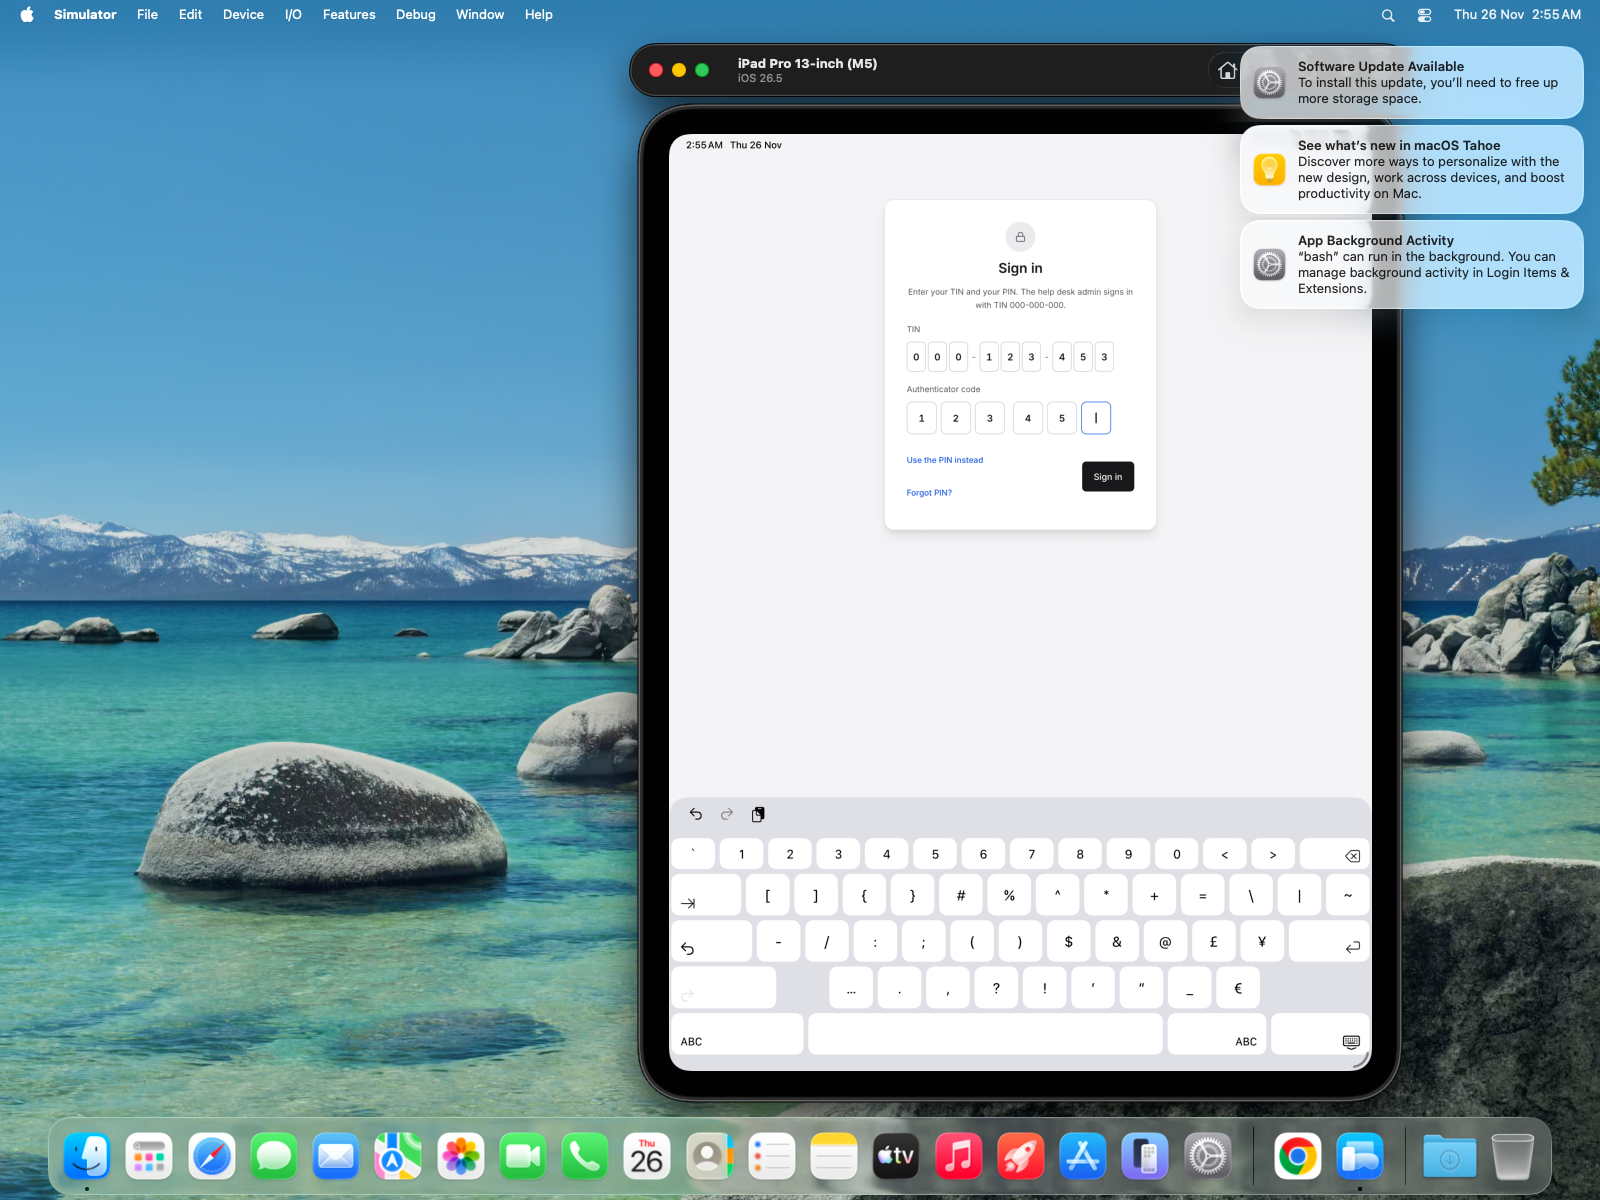 Simulator File Edit Device I/O Features Debug Window Help Thu 26 Nov 2:55 AM
iPad Pro 13-inch (M5)
iOS 26.5
Software Update Available
To install this update, you'll need to free up
more storage space.
See what's new in macOS Tahoe
Discover more ways to personalize with the
new design, work across devices, and boost
productivity on Mac.
App Background Activity
“bash” can run in the background. You can
manage background activity in Login Items &
Extensions.
2:55 AM Thu 26 Nov
Sign in
Enter your TIN and your PIN. The help desk admin signs in
with TIN 000-000-000.
TIN
0 0 0 - 1 2 3 - 4 5 3
Authenticator code
1 2 3 4 5
Use the PIN instead
Sign in
Forgot PIN?
` 1 2 3 4 5 6 7 8 9 0 < >
[ ] { } # % ^ * + = \ | ~
- / : ; ( ) $ & @ £ ¥
… . , ? ! ' " _ €
ABC ABC
Thu
26
tv